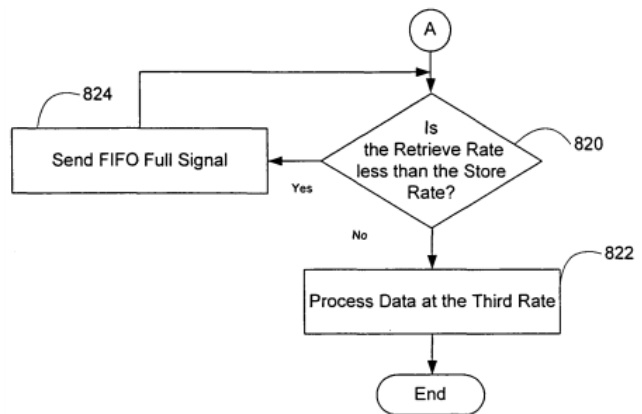 A
824
Send FIFO Full Signal
Is
the Retrieve Rate
less than the Store
Rate?
820
Yes
No
822
Process Data at the Third Rate
End